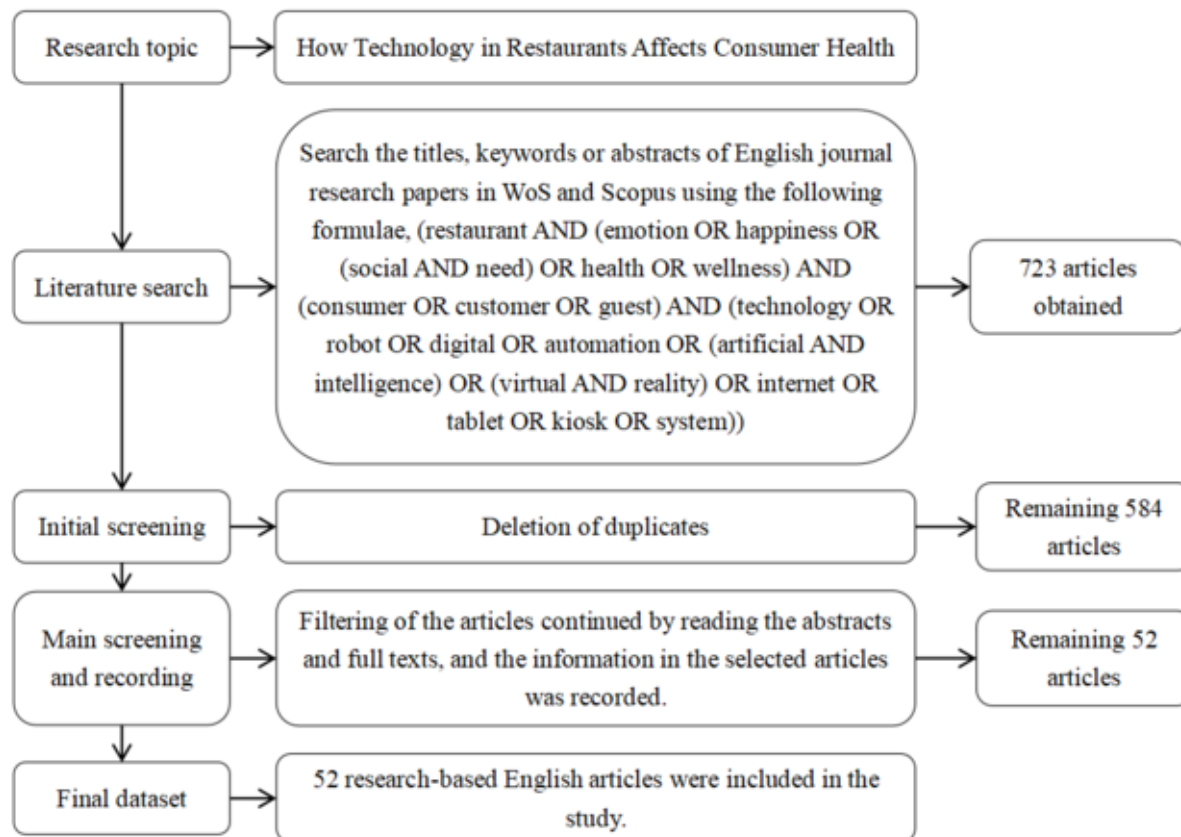 Research topic
How Technology in Restaurants Affects Consumer Health
Literature search
Search the titles, keywords or abstracts of English journal
research papers in WoS and Scopus using the following
formulae, (restaurant AND (emotion OR happiness OR
(social AND need) OR health OR wellness) AND
(consumer OR customer OR guest) AND (technology OR
robot OR digital OR automation OR (artificial AND
intelligence) OR (virtual AND reality) OR internet OR
tablet OR kiosk OR system))
723 articles
obtained
Initial screening
Deletion of duplicates
Remaining 584
articles
Main screening
and recording
Filtering of the articles continued by reading the abstracts
and full texts, and the information in the selected articles
was recorded.
Remaining 52
articles
Final dataset
52 research-based English articles were included in the
study.